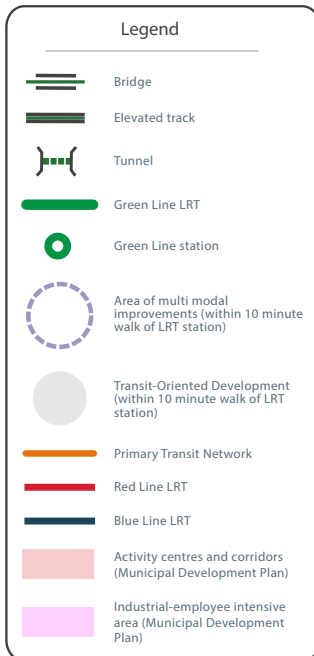 Legend
Bridge
Elevated track
Tunnel
Green Line LRT
Green Line station
Area of multi modal
improvements (within 10 minute
walk of LRT station)
Transit-Oriented Development
(within 10 minute walk of LRT
station)
Primary Transit Network
Red Line LRT
Blue Line LRT
Activity centres and corridors
(Municipal Development Plan)
Industrial-employee intensive
area (Municipal Development
Plan)